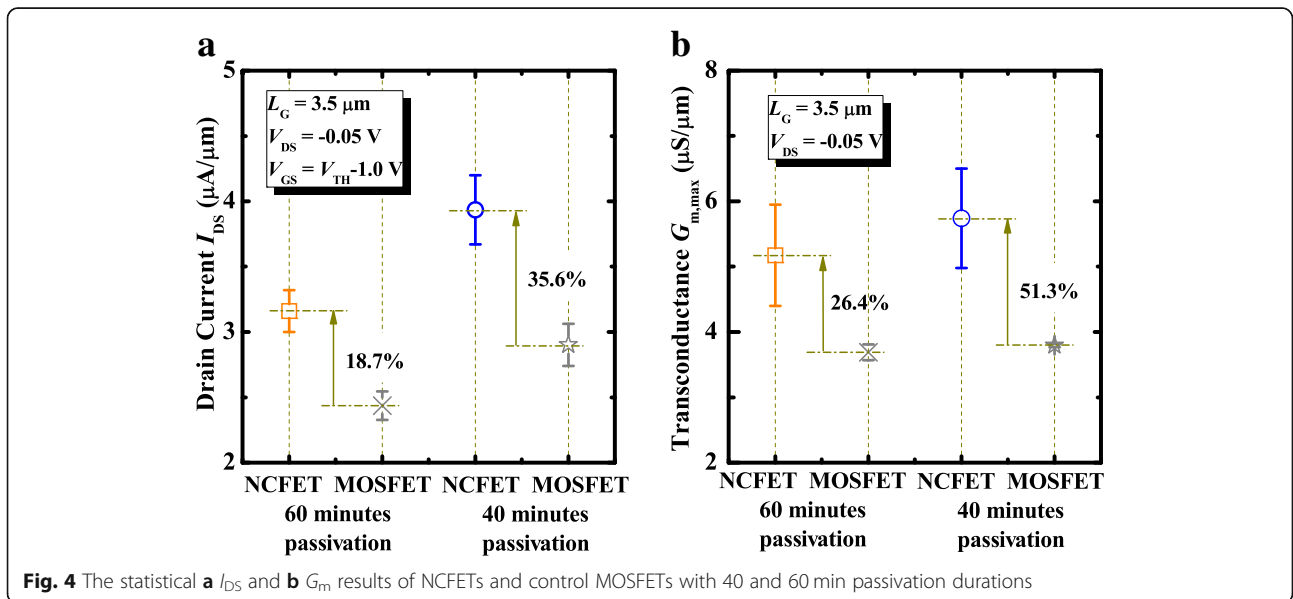 a
5
4
3
2
Drain Current I_DS (μA/μm)
L_G = 3.5 μm
V_DS = -0.05 V
V_GS = V_TH-1.0 V
18.7%
35.6%
NCFET MOSFET NCFET MOSFET
60 minutes passivation
40 minutes passivation
b
8
6
4
2
Transconductance G_m,max (μS/μm)
L_G = 3.5 μm
V_DS = -0.05 V
26.4%
51.3%
NCFET MOSFET NCFET MOSFET
60 minutes passivation
40 minutes passivation
Fig. 4 The statistical a I_DS and b G_m results of NCFETs and control MOSFETs with 40 and 60 min passivation durations